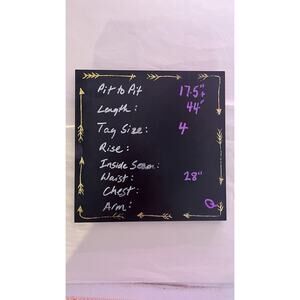 Pit to Pit 17.5"+
Length: 44"
Tag Size: 4
Rise:
Inside Seam:
Waist: 28"
Chest:
Arm: